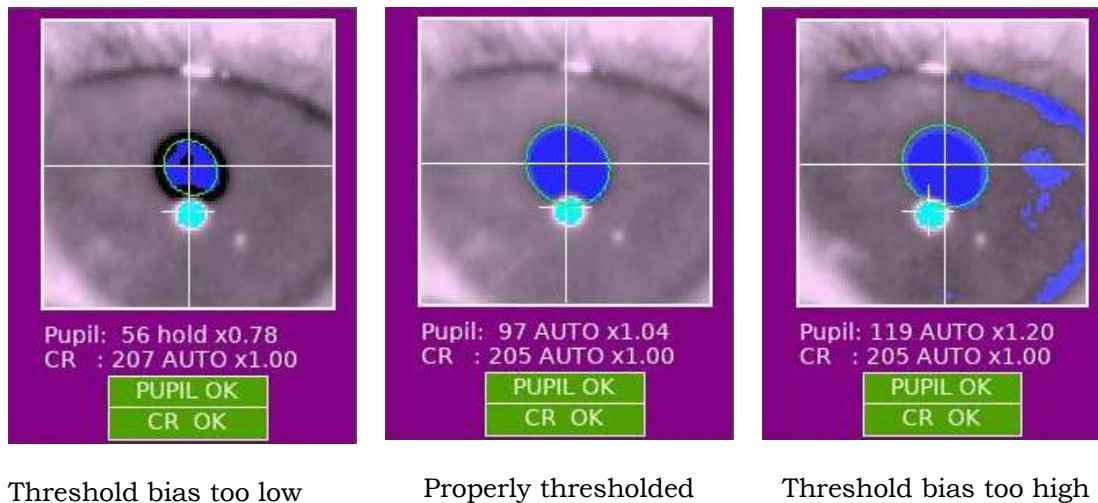 Pupil: 56 hold x0.78
CR : 207 AUTO x1.00
PUPIL OK
CR OK
Threshold bias too low
Pupil: 97 AUTO x1.04
CR : 205 AUTO x1.00
PUPIL OK
CR OK
Properly thresholded
Pupil: 119 AUTO x1.20
CR : 205 AUTO x1.00
PUPIL OK
CR OK
Threshold bias too high